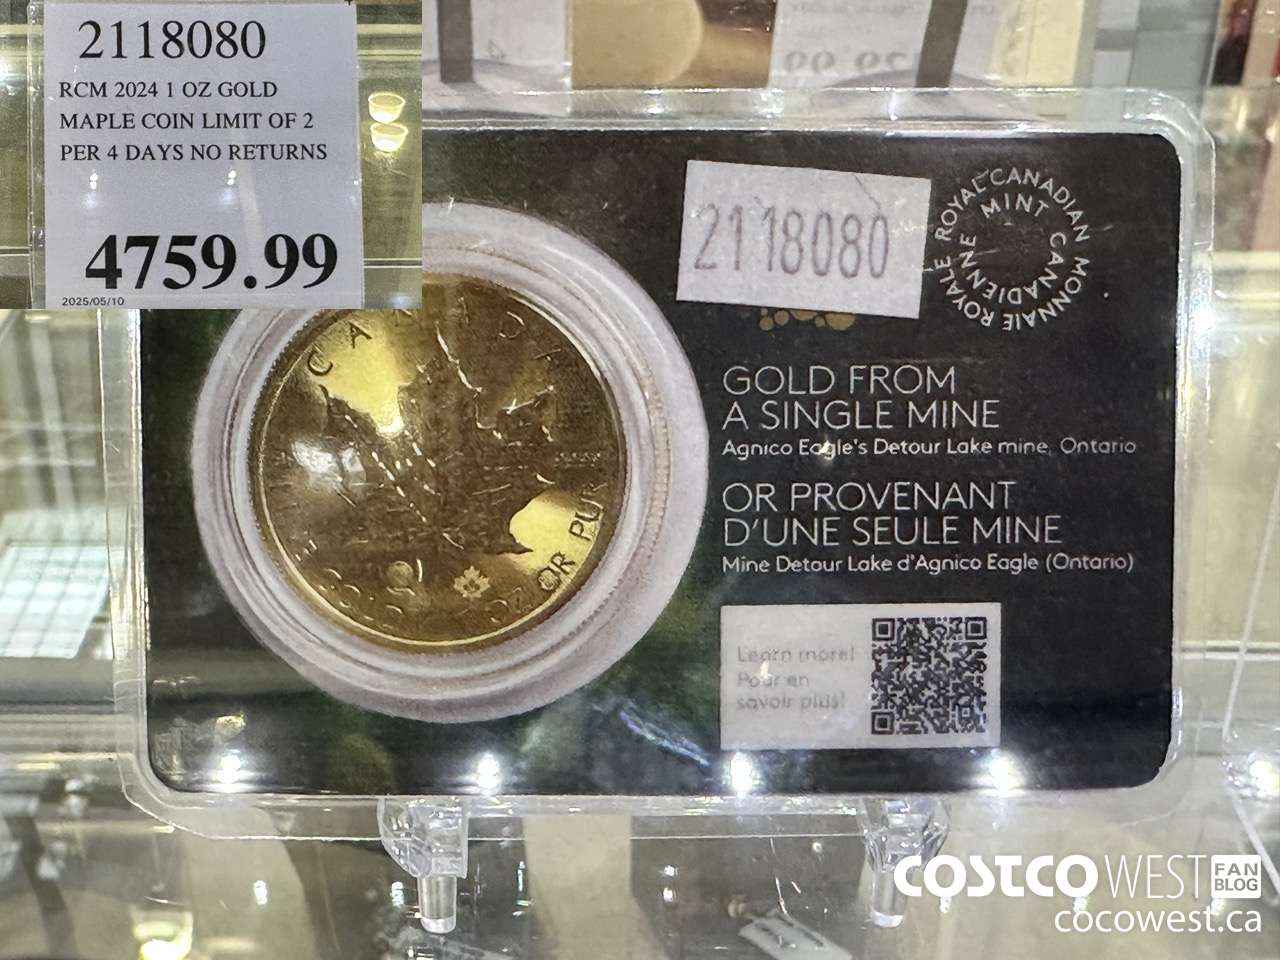 2118080
RCM 2024 1 OZ GOLD
MAPLE COIN LIMIT OF 2
PER 4 DAYS NO RETURNS
4759.99
2025/05/10
2118080
ROYAL CANADIAN MINT
MONNAIE ROYALE CANADIENNE
CANADA
OR PUR
GOLD FROM
A SINGLE MINE
Agnico Eagle's Detour Lake mine, Ontario
OR PROVENANT
D'UNE SEULE MINE
Mine Detour Lake d'Agnico Eagle (Ontario)
Learn more!
Pour en
savoir plus!
COSTCO WEST FAN BLOG
cocowest.ca